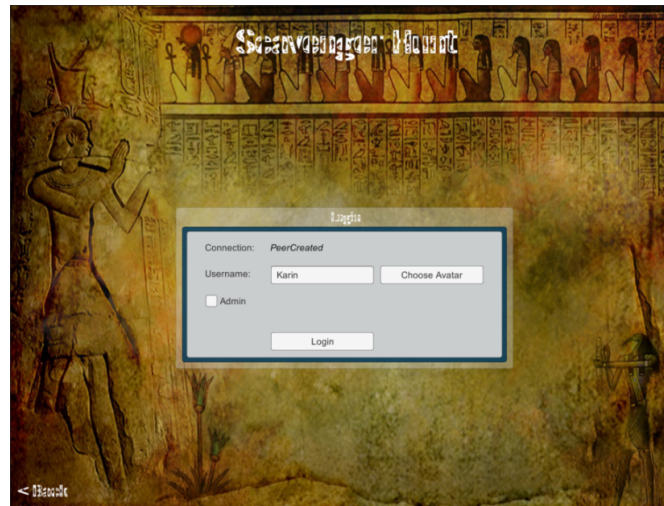 Scavenger Hunt
Login
Connection: PeerCreated
Username: Karin Choose Avatar
Admin
Login
< Back